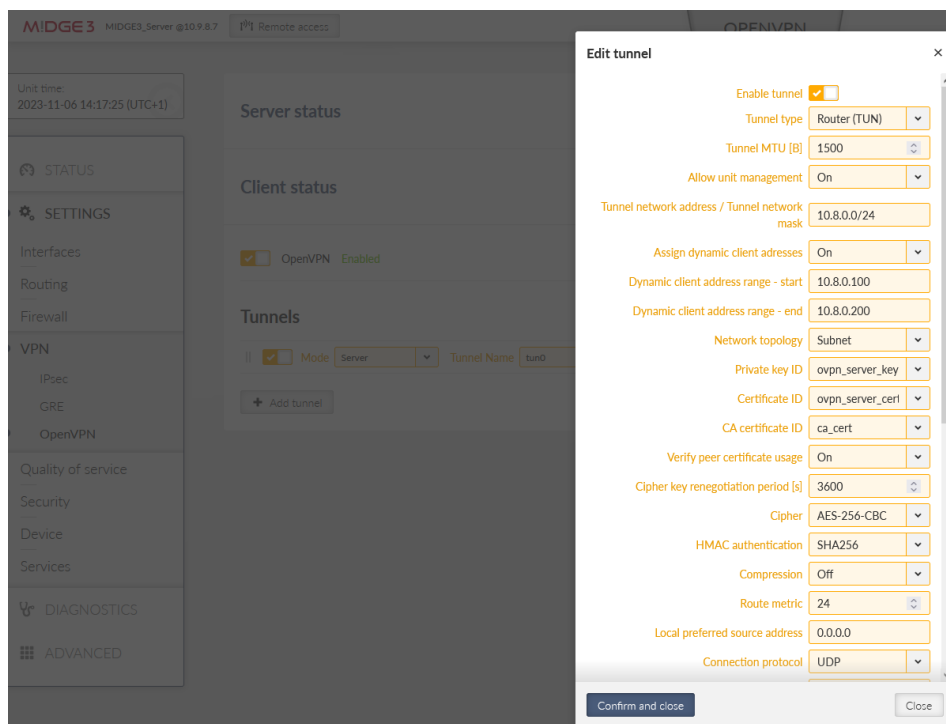 M!DGE3 MIDGE3_Server @10.9.8.7 Remote access
OPENVPN
Unit time:
2023-11-06 14:17:25 (UTC+1)
STATUS
SETTINGS
Interfaces
Routing
Firewall
VPN
IPsec
GRE
OpenVPN
Quality of service
Security
Device
Services
DIAGNOSTICS
ADVANCED
Server status
Client status
OpenVPN Enabled
Tunnels
Mode Server Tunnel Name tun0
+ Add tunnel
Edit tunnel ×
Enable tunnel
Tunnel type Router (TUN)
Tunnel MTU [B] 1500
Allow unit management On
Tunnel network address / Tunnel network
mask 10.8.0.0/24
Assign dynamic client adresses On
Dynamic client address range - start 10.8.0.100
Dynamic client address range - end 10.8.0.200
Network topology Subnet
Private key ID ovpn_server_key
Certificate ID ovpn_server_cert
CA certificate ID ca_cert
Verify peer certificate usage On
Cipher key renegotiation period [s] 3600
Cipher AES-256-CBC
HMAC authentication SHA256
Compression Off
Route metric 24
Local preferred source address 0.0.0.0
Connection protocol UDP
Confirm and close Close